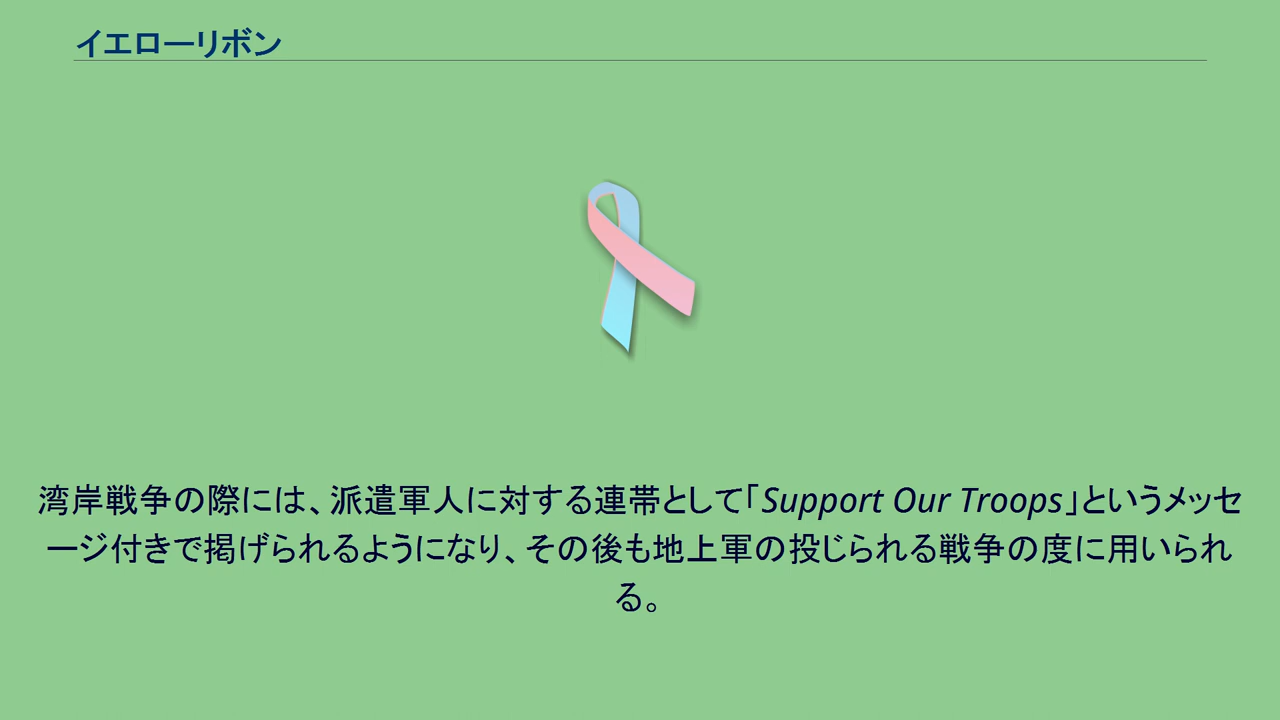 イエローリボン
湾岸戦争の際には、派遣軍人に対する連帯として「Support Our Troops」というメッセ
ージ付きで掲げられるようになり、その後も地上軍の投じられる戦争の度に用いられ
る。